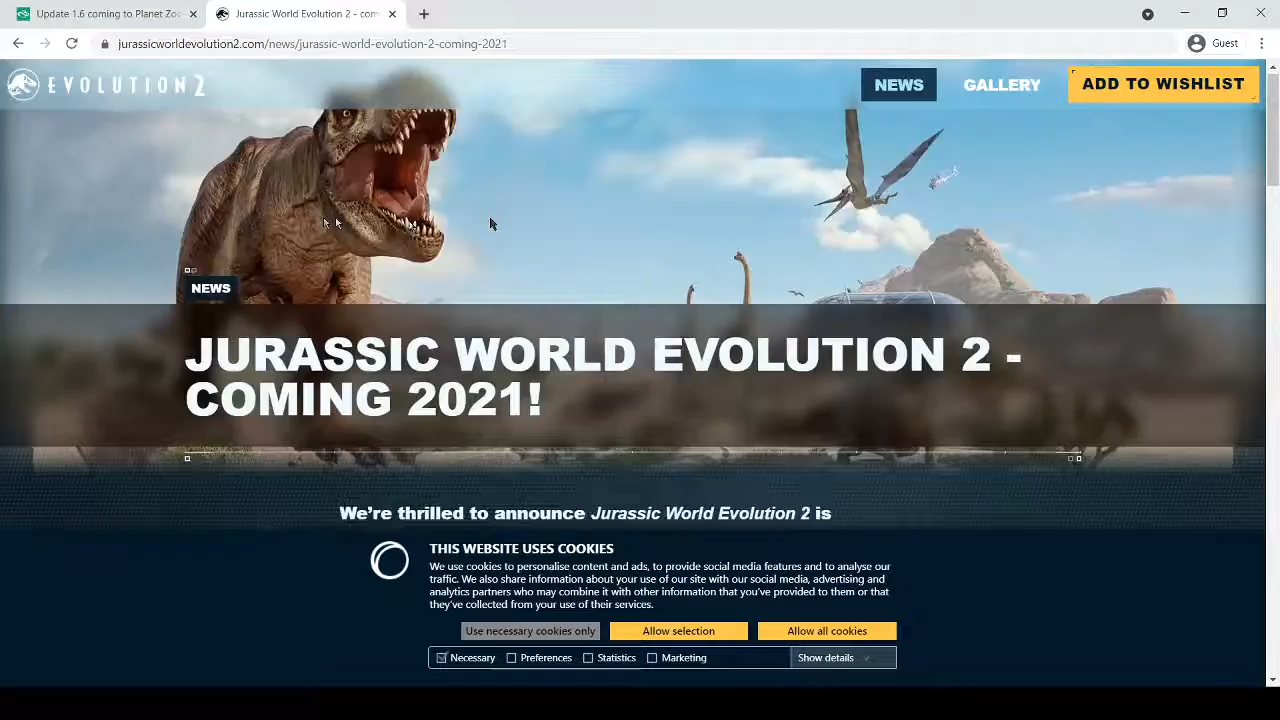 Update 1.6 coming to Planet Zoo
Jurassic World Evolution 2 - com
jurassicworldevolution2.com/news/jurassic-world-evolution-2-coming-2021
Guest
EVOLUTION 2
NEWS
GALLERY
ADD TO WISHLIST
NEWS
JURASSIC WORLD EVOLUTION 2 -
COMING 2021!
We’re thrilled to announce Jurassic World Evolution 2 is
THIS WEBSITE USES COOKIES
We use cookies to personalise content and ads, to provide social media features and to analyse our
traffic. We also share information about your use of our site with our social media, advertising and
analytics partners who may combine it with other information that you’ve provided to them or that
they’ve collected from your use of their services.
Use necessary cookies only
Allow selection
Allow all cookies
Necessary
Preferences
Statistics
Marketing
Show details